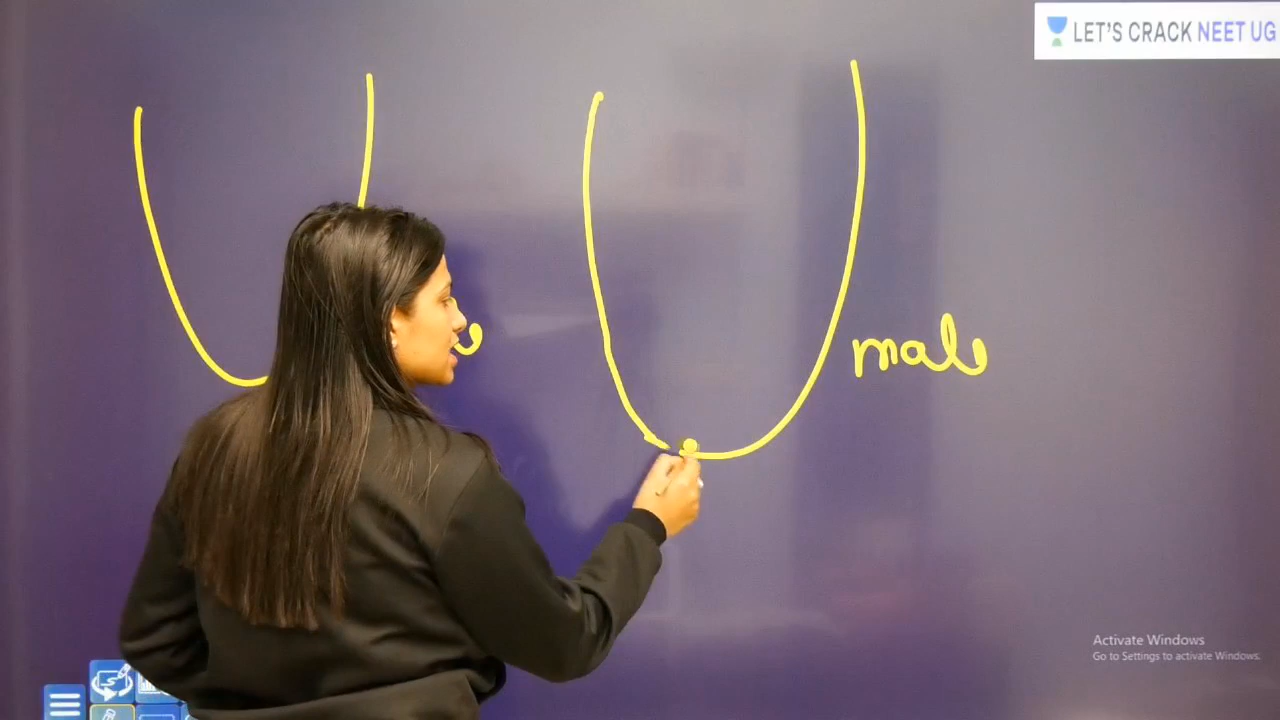 LET'S CRACK NEET UG
male
Activate Windows
Go to Settings to activate Windows.